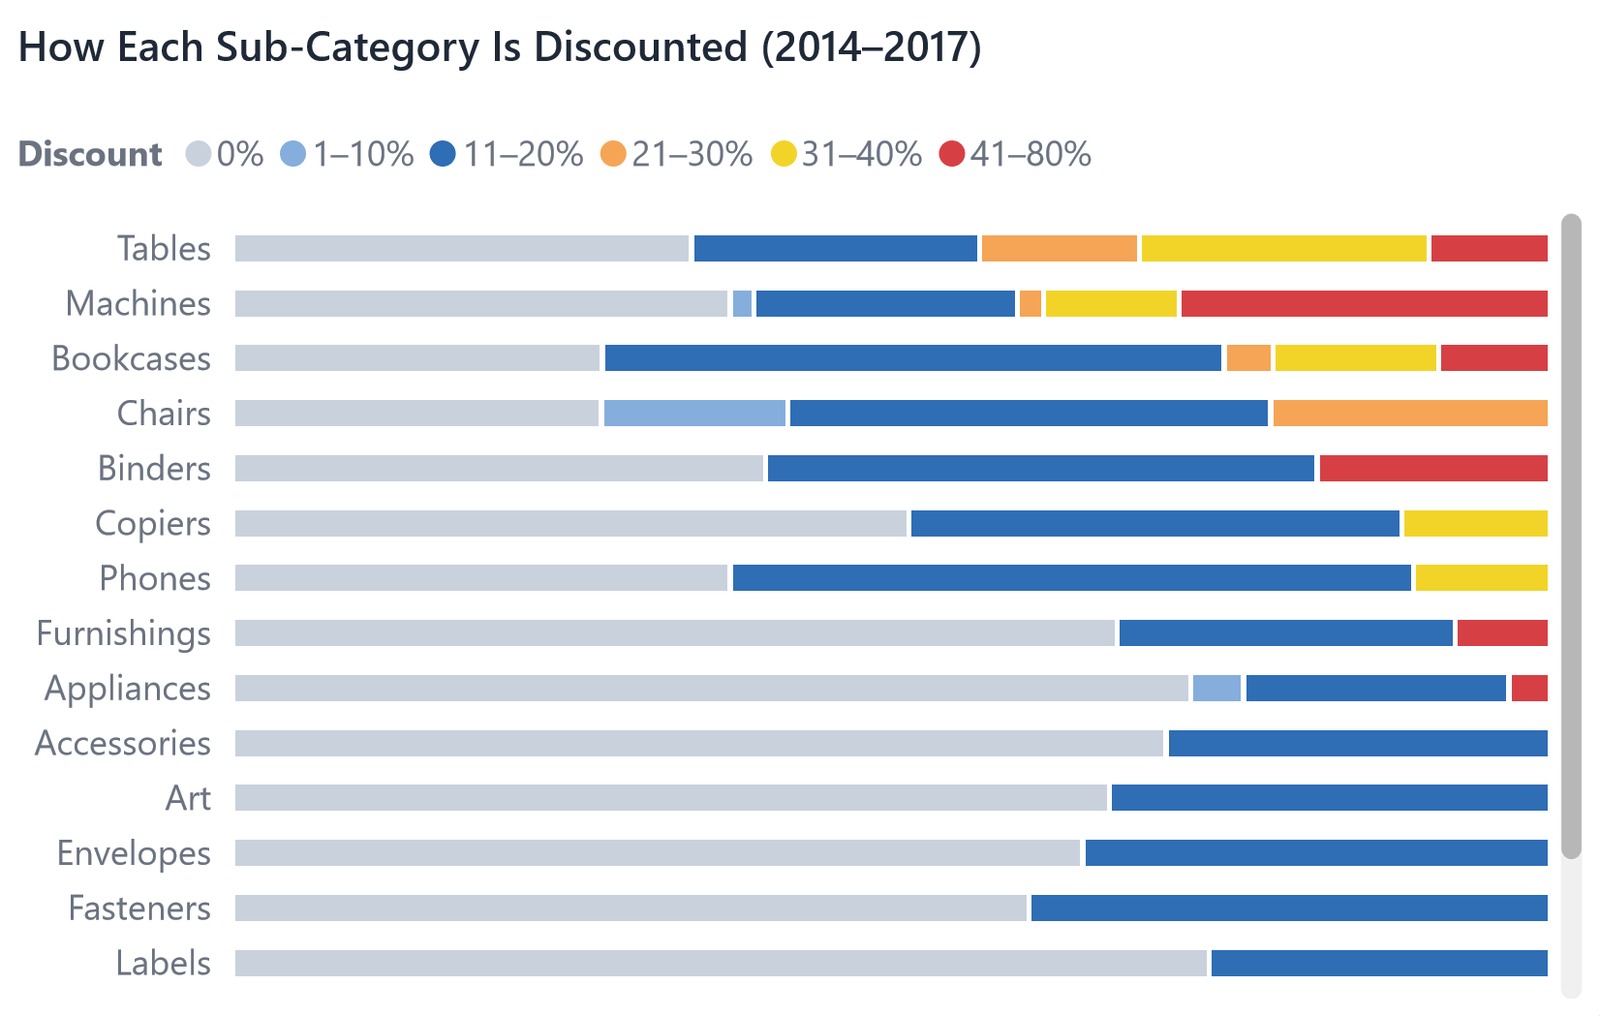 How Each Sub-Category Is Discounted (2014–2017)
Discount 0% 1–10% 11–20% 21–30% 31–40% 41–80%
Tables
Machines
Bookcases
Chairs
Binders
Copiers
Phones
Furnishings
Appliances
Accessories
Art
Envelopes
Fasteners
Labels